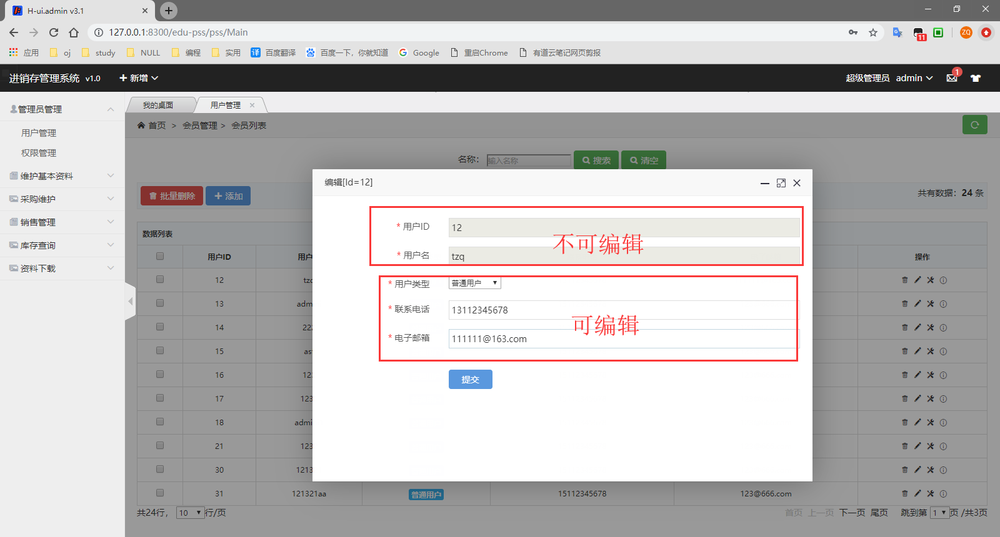 H-ui.admin v3.1
127.0.0.1:8300/edu-pss/pss/Main
11
ZQ
应用 oj study NULL 编程 实用 译 百度翻译 百度一下，你就知道 Google 重启Chrome 有道云笔记网页剪报
进销存管理系统 v1.0 新增 超级管理员 admin 1
管理员管理
用户管理
权限管理
维护基本资料
采购维护
销售管理
库存查询
资料下载
我的桌面 用户管理
首页 > 会员管理 > 会员列表
名称： 输入名称 搜索 清空
批量删除 添加 共有数据：24 条
编辑[Id=12]
* 用户ID 12
* 用户名 tzq
不可编辑
* 用户类型 普通用户
* 联系电话 13112345678
* 电子邮箱 111111@163.com
可编辑
提交
数据列表
用户ID 用户 操作
12 tzq
13 adm
14 222
15 as
16 12
17 123
18 admi
21 123
30 1213
31 121321aa 普通用户 15112345678 123@666.com
共24行， 10 行/页 首页 上一页 下一页 尾页 跳到第 1 页 /共3页